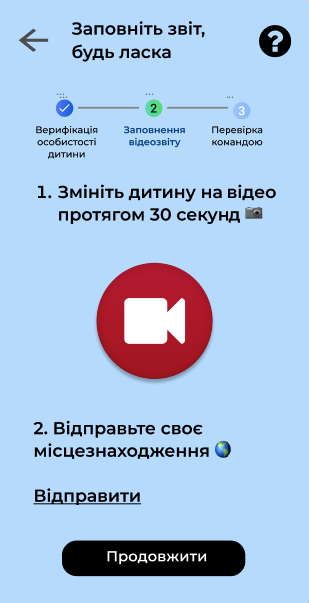 Заповніть звіт,
будь ласка
?
... ... ...
2 3
Верифікація Заповнення Перевірка
особистості відеозвіту командою
дитини
1. Змініть дитину на відео
протягом 30 секунд 📷
2. Відправьте своє
місцезнаходження 🌎
Відправити
Продовжити